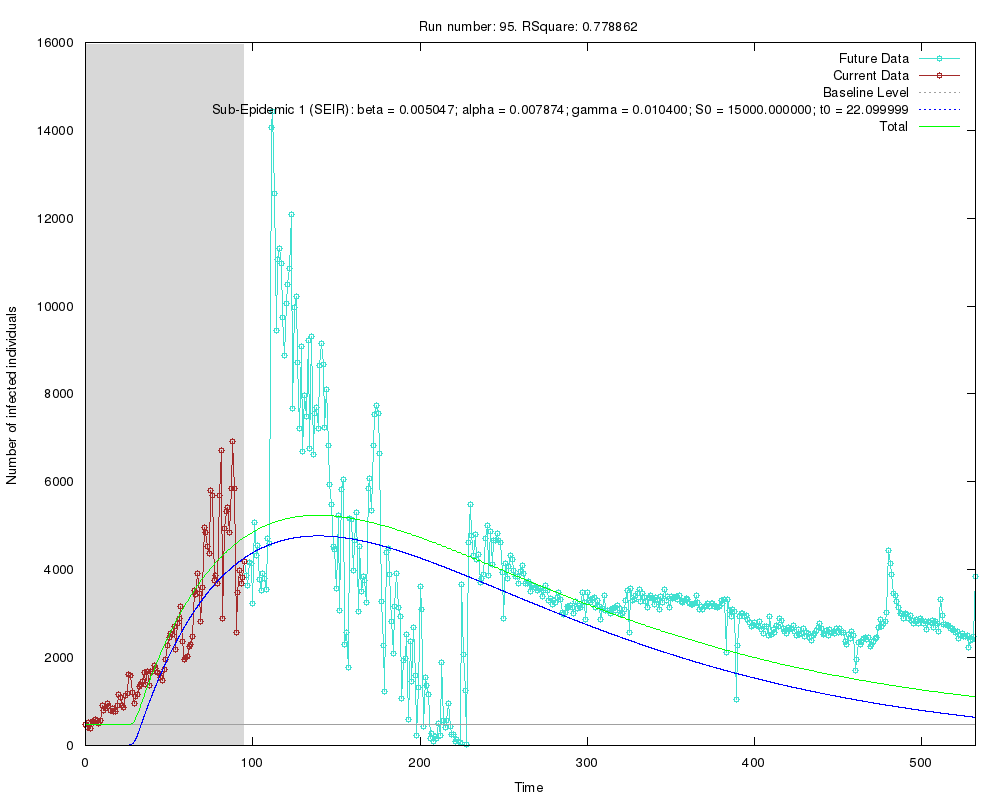 Run number: 95. RSquare: 0.778862
16000
14000
12000
10000
8000
6000
4000
2000
0
Number of infected individuals
Future Data
Current Data
Baseline Level
Sub-Epidemic 1 (SEIR): beta = 0.005047; alpha = 0.007874; gamma = 0.010400; S0 = 15000.000000; t0 = 22.099999
Total
0 100 200 300 400 500
Time